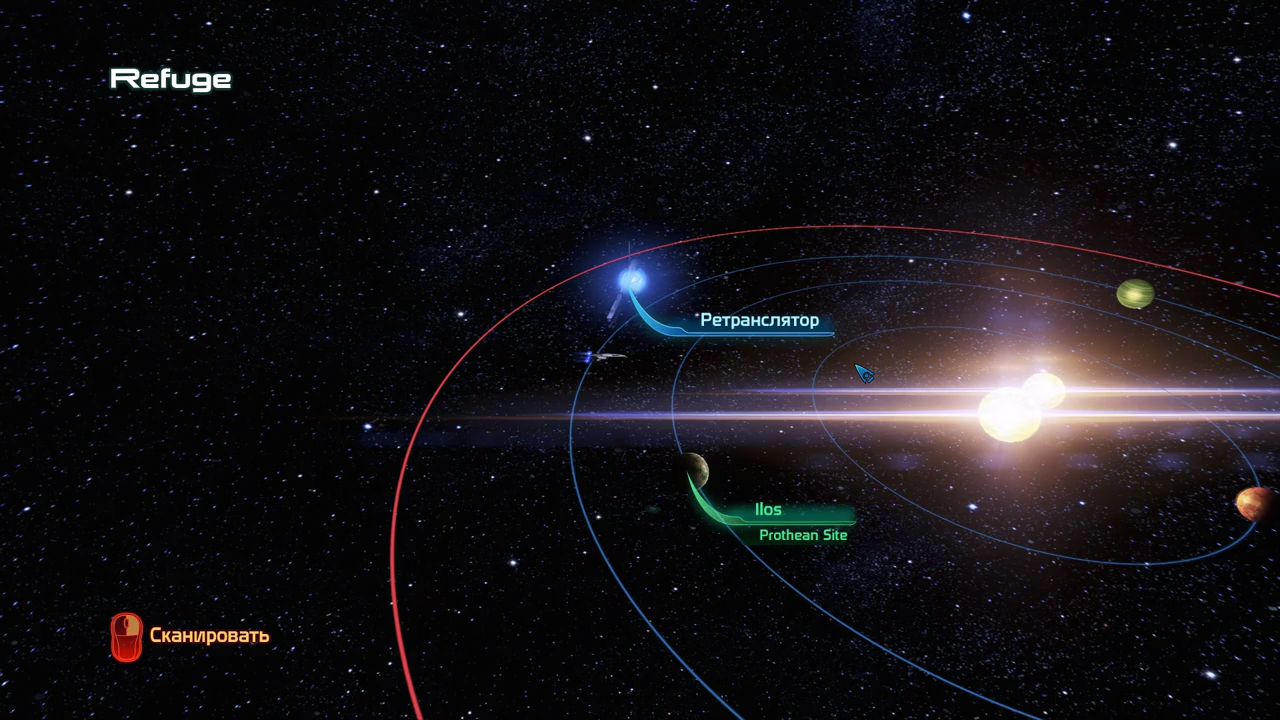 Refuge
Ретранслятор
Ilos
Prothean Site
Сканировать